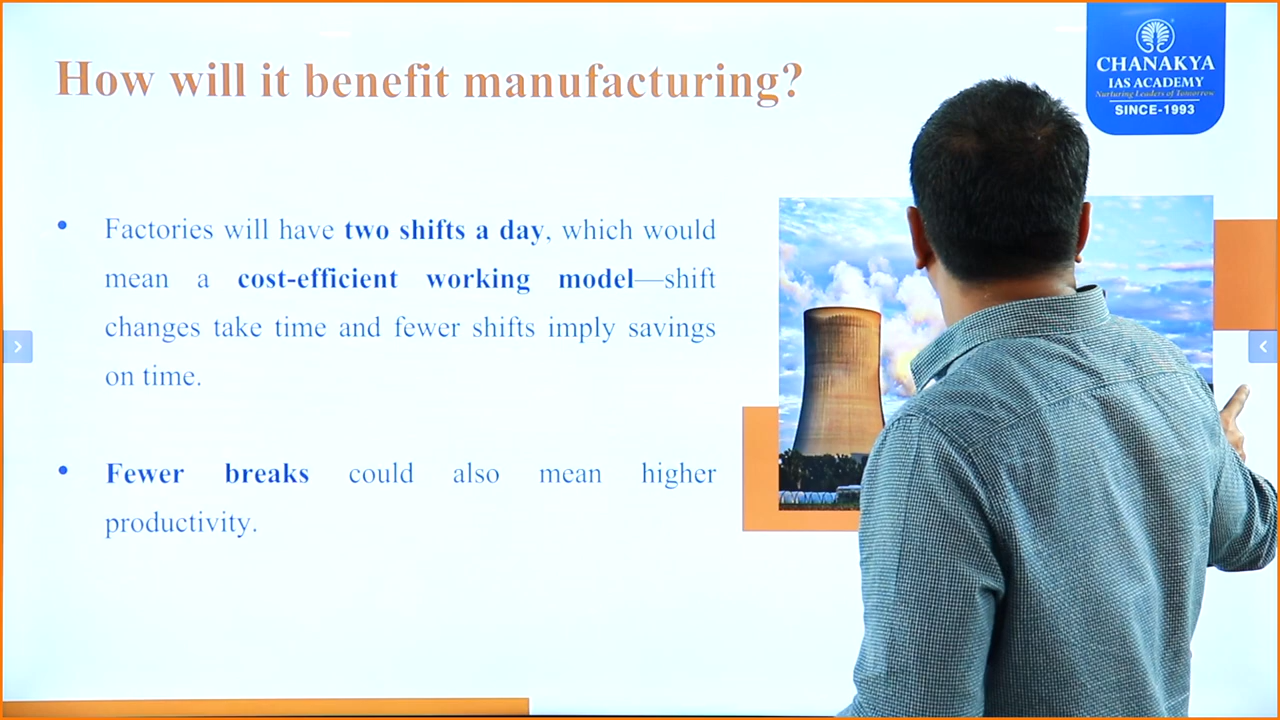 How will it benefit manufacturing?
CHANAKYA
IAS ACADEMY
Nurturing Leaders of Tomorrow
SINCE-1993
• Factories will have two shifts a day, which would
mean a cost-efficient working model—shift
changes take time and fewer shifts imply savings
on time.
• Fewer breaks could also mean higher
productivity.